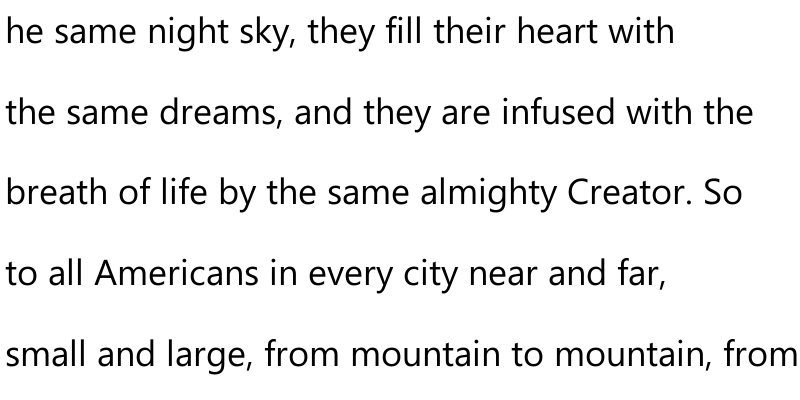 he same night sky, they fill their heart with
the same dreams, and they are infused with the
breath of life by the same almighty Creator. So
to all Americans in every city near and far,
small and large, from mountain to mountain, from